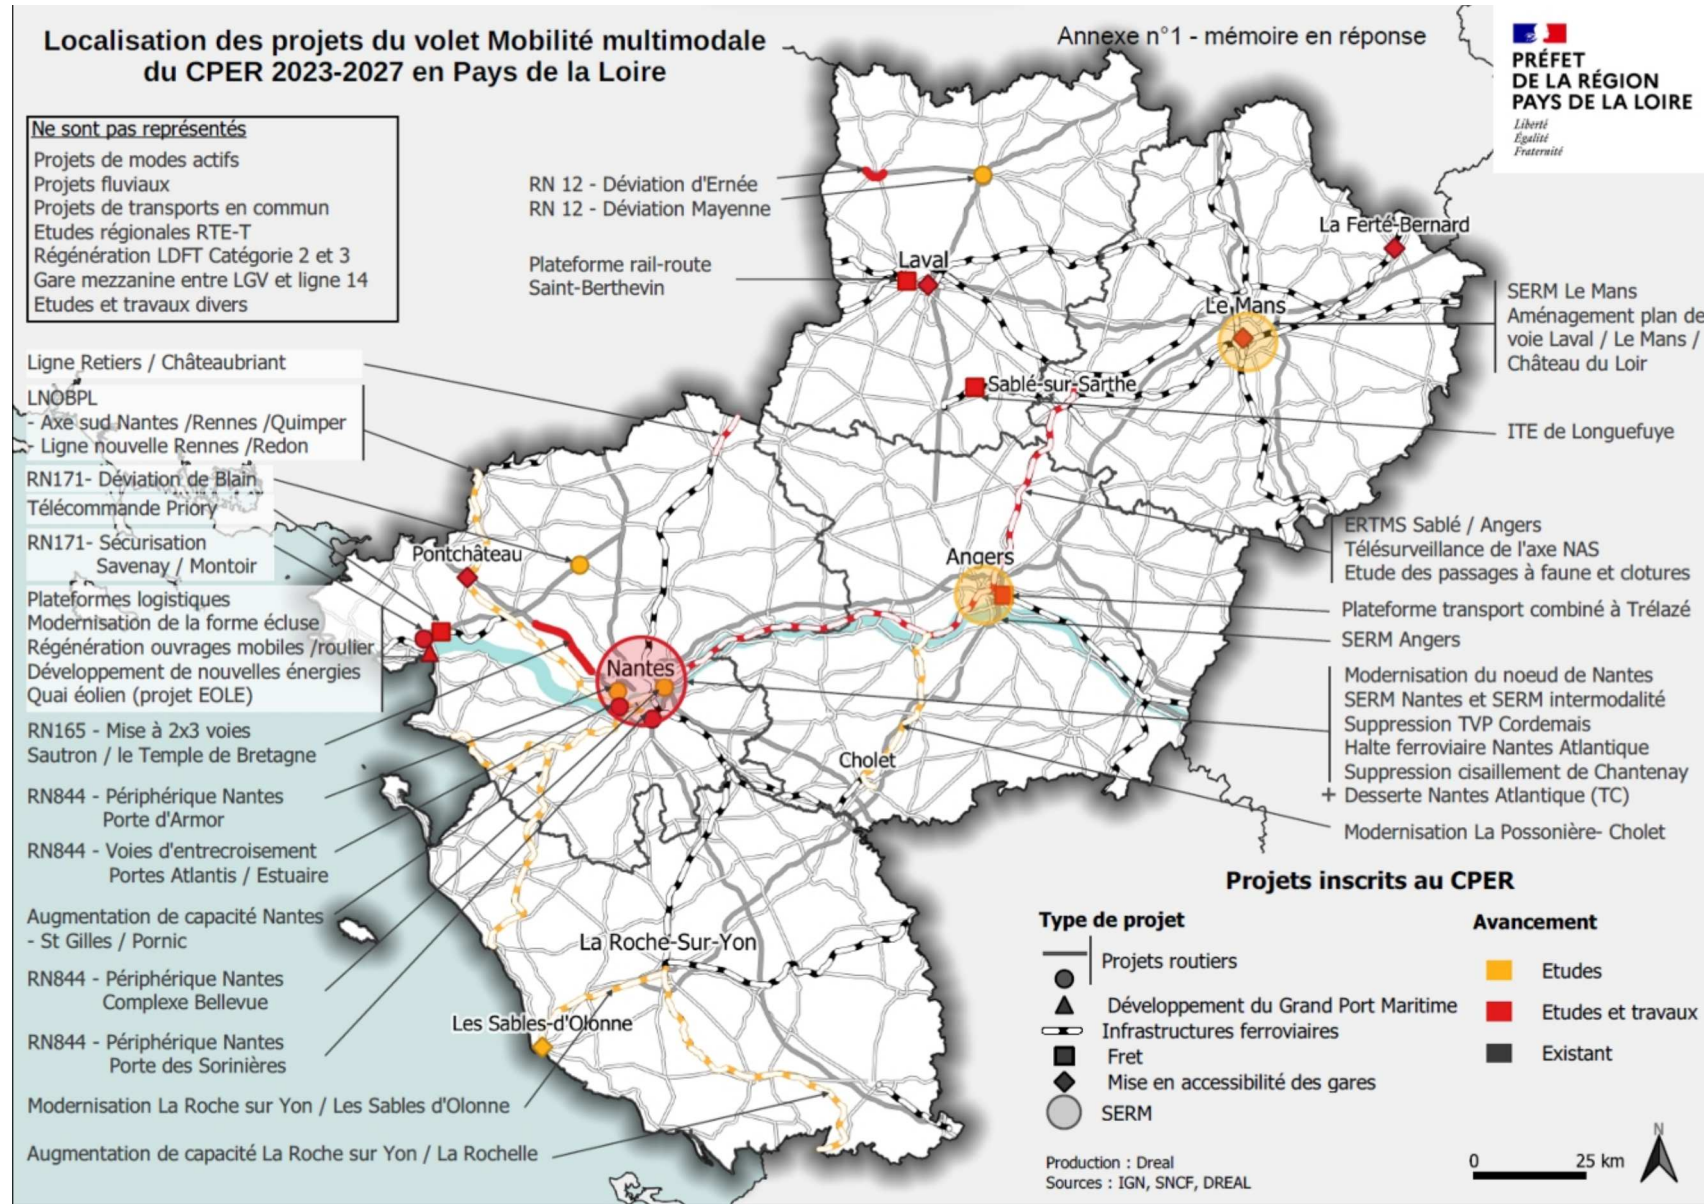 Localisation des projets du volet Mobilité multimodale
du CPER 2023-2027 en Pays de la Loire
Annexe n°1 - mémoire en réponse
PRÉFET
DE LA RÉGION
PAYS DE LA LOIRE
Liberté
Égalité
Fraternité
Ne sont pas représentés
Projets de modes actifs
Projets fluviaux
Projets de transports en commun
Etudes régionales RTE-T
Régénération LDFT Catégorie 2 et 3
Gare mezzanine entre LGV et ligne 14
Etudes et travaux divers
RN 12 - Déviation d'Ernée
RN 12 - Déviation Mayenne
Plateforme rail-route
Saint-Berthevin
Ligne Retiers / Châteaubriant
LNOBPL
- Axe sud Nantes /Rennes /Quimper
- Ligne nouvelle Rennes /Redon
RN171- Déviation de Blain
Télécommande Priory
RN171- Sécurisation
Savenay / Montoir
Plateformes logistiques
Modernisation de la forme écluse
Régénération ouvrages mobiles /roulier
Développement de nouvelles énergies
Quai éolien (projet EOLE)
RN165 - Mise à 2x3 voies
Sautron / le Temple de Bretagne
RN844 - Périphérique Nantes
Porte d'Armor
RN844 - Voies d'entrecroisement
Portes Atlantis / Estuaire
Augmentation de capacité Nantes
- St Gilles / Pornic
RN844 - Périphérique Nantes
Complexe Bellevue
RN844 - Périphérique Nantes
Porte des Sorinières
Modernisation La Roche sur Yon / Les Sables d'Olonne
Augmentation de capacité La Roche sur Yon / La Rochelle
La Ferté-Bernard
Laval
Le Mans
Sablé-sur-Sarthe
Pontchâteau
Angers
Nantes
Cholet
La Roche-Sur-Yon
Les Sables-d'Olonne
SERM Le Mans
Aménagement plan de
voie Laval / Le Mans /
Château du Loir
ITE de Longuefuye
ERTMS Sablé / Angers
Télésurveillance de l'axe NAS
Etude des passages à faune et clotures
Plateforme transport combiné à Trélazé
SERM Angers
Modernisation du noeud de Nantes
SERM Nantes et SERM intermodalité
Suppression TVP Cordemais
Halte ferroviaire Nantes Atlantique
Suppression cisaillement de Chantenay
+ Desserte Nantes Atlantique (TC)
Modernisation La Possonière- Cholet
Projets inscrits au CPER
Type de projet
Projets routiers
Développement du Grand Port Maritime
Infrastructures ferroviaires
Fret
Mise en accessibilité des gares
SERM
Avancement
Etudes
Etudes et travaux
Existant
Production : Dreal
Sources : IGN, SNCF, DREAL
0 25 km
N